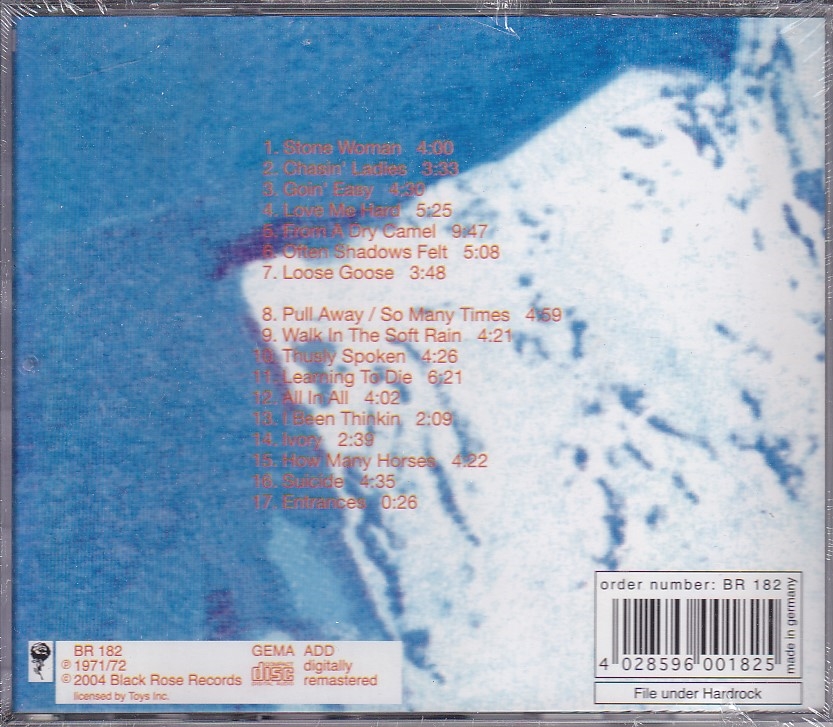 1. Stone Woman 4:00
2. Chasin' Ladies 3:33
3. Goin' Easy 4:30
4. Love Me Hard 5:25
5. From A Dry Camel 9:47
6. Often Shadows Felt 5:08
7. Loose Goose 3:48
8. Pull Away / So Many Times 4:59
9. Walk In The Soft Rain 4:21
10. Thusly Spoken 4:26
11. Learning To Die 6:21
12. All In All 4:02
13. I Been Thinkin 2:09
14. Ivory 2:39
15. How Many Horses 4:22
16. Suicide 4:35
17. Entrances 0:26
order number: BR 182
made in germany
4 028596 001825
File under Hardrock
BR 182 GEMA ADD
℗ 1971/72 digitally
© 2004 Black Rose Records disc remastered
licensed by Toys Inc.